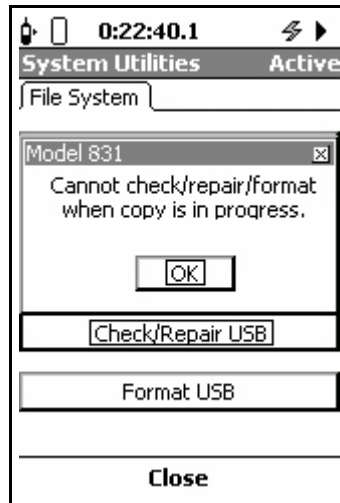 0:22:40.1
System Utilities Active
File System
Model 831
Cannot check/repair/format
when copy is in progress.
OK
Check/Repair USB
Format USB
Close